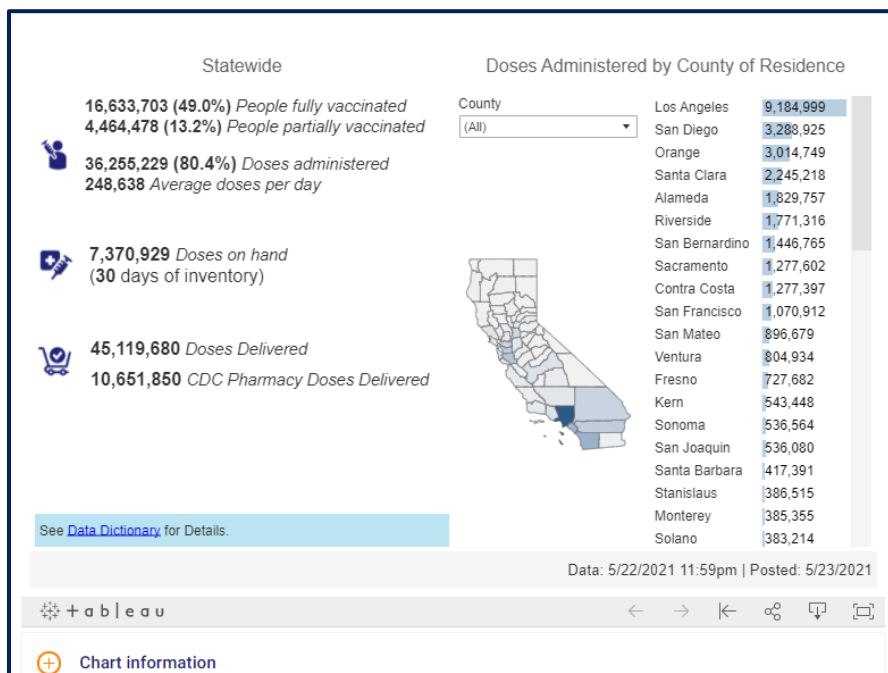 Statewide
16,633,703 (49.0%) People fully vaccinated
4,464,478 (13.2%) People partially vaccinated
36,255,229 (80.4%) Doses administered
248,638 Average doses per day
7,370,929 Doses on hand
(30 days of inventory)
45,119,680 Doses Delivered
10,651,850 CDC Pharmacy Doses Delivered
See Data Dictionary for Details.
Doses Administered by County of Residence
County
(All)
Los Angeles 9,184,999
San Diego 3,288,925
Orange 3,014,749
Santa Clara 2,245,218
Alameda 1,829,757
Riverside 1,771,316
San Bernardino 1,446,765
Sacramento 1,277,602
Contra Costa 1,277,397
San Francisco 1,070,912
San Mateo 896,679
Ventura 804,934
Fresno 727,682
Kern 543,448
Sonoma 536,564
San Joaquin 536,080
Santa Barbara 417,391
Stanislaus 386,515
Monterey 385,355
Solano 383,214
Data: 5/22/2021 11:59pm | Posted: 5/23/2021
+ a b l e a u
Chart information